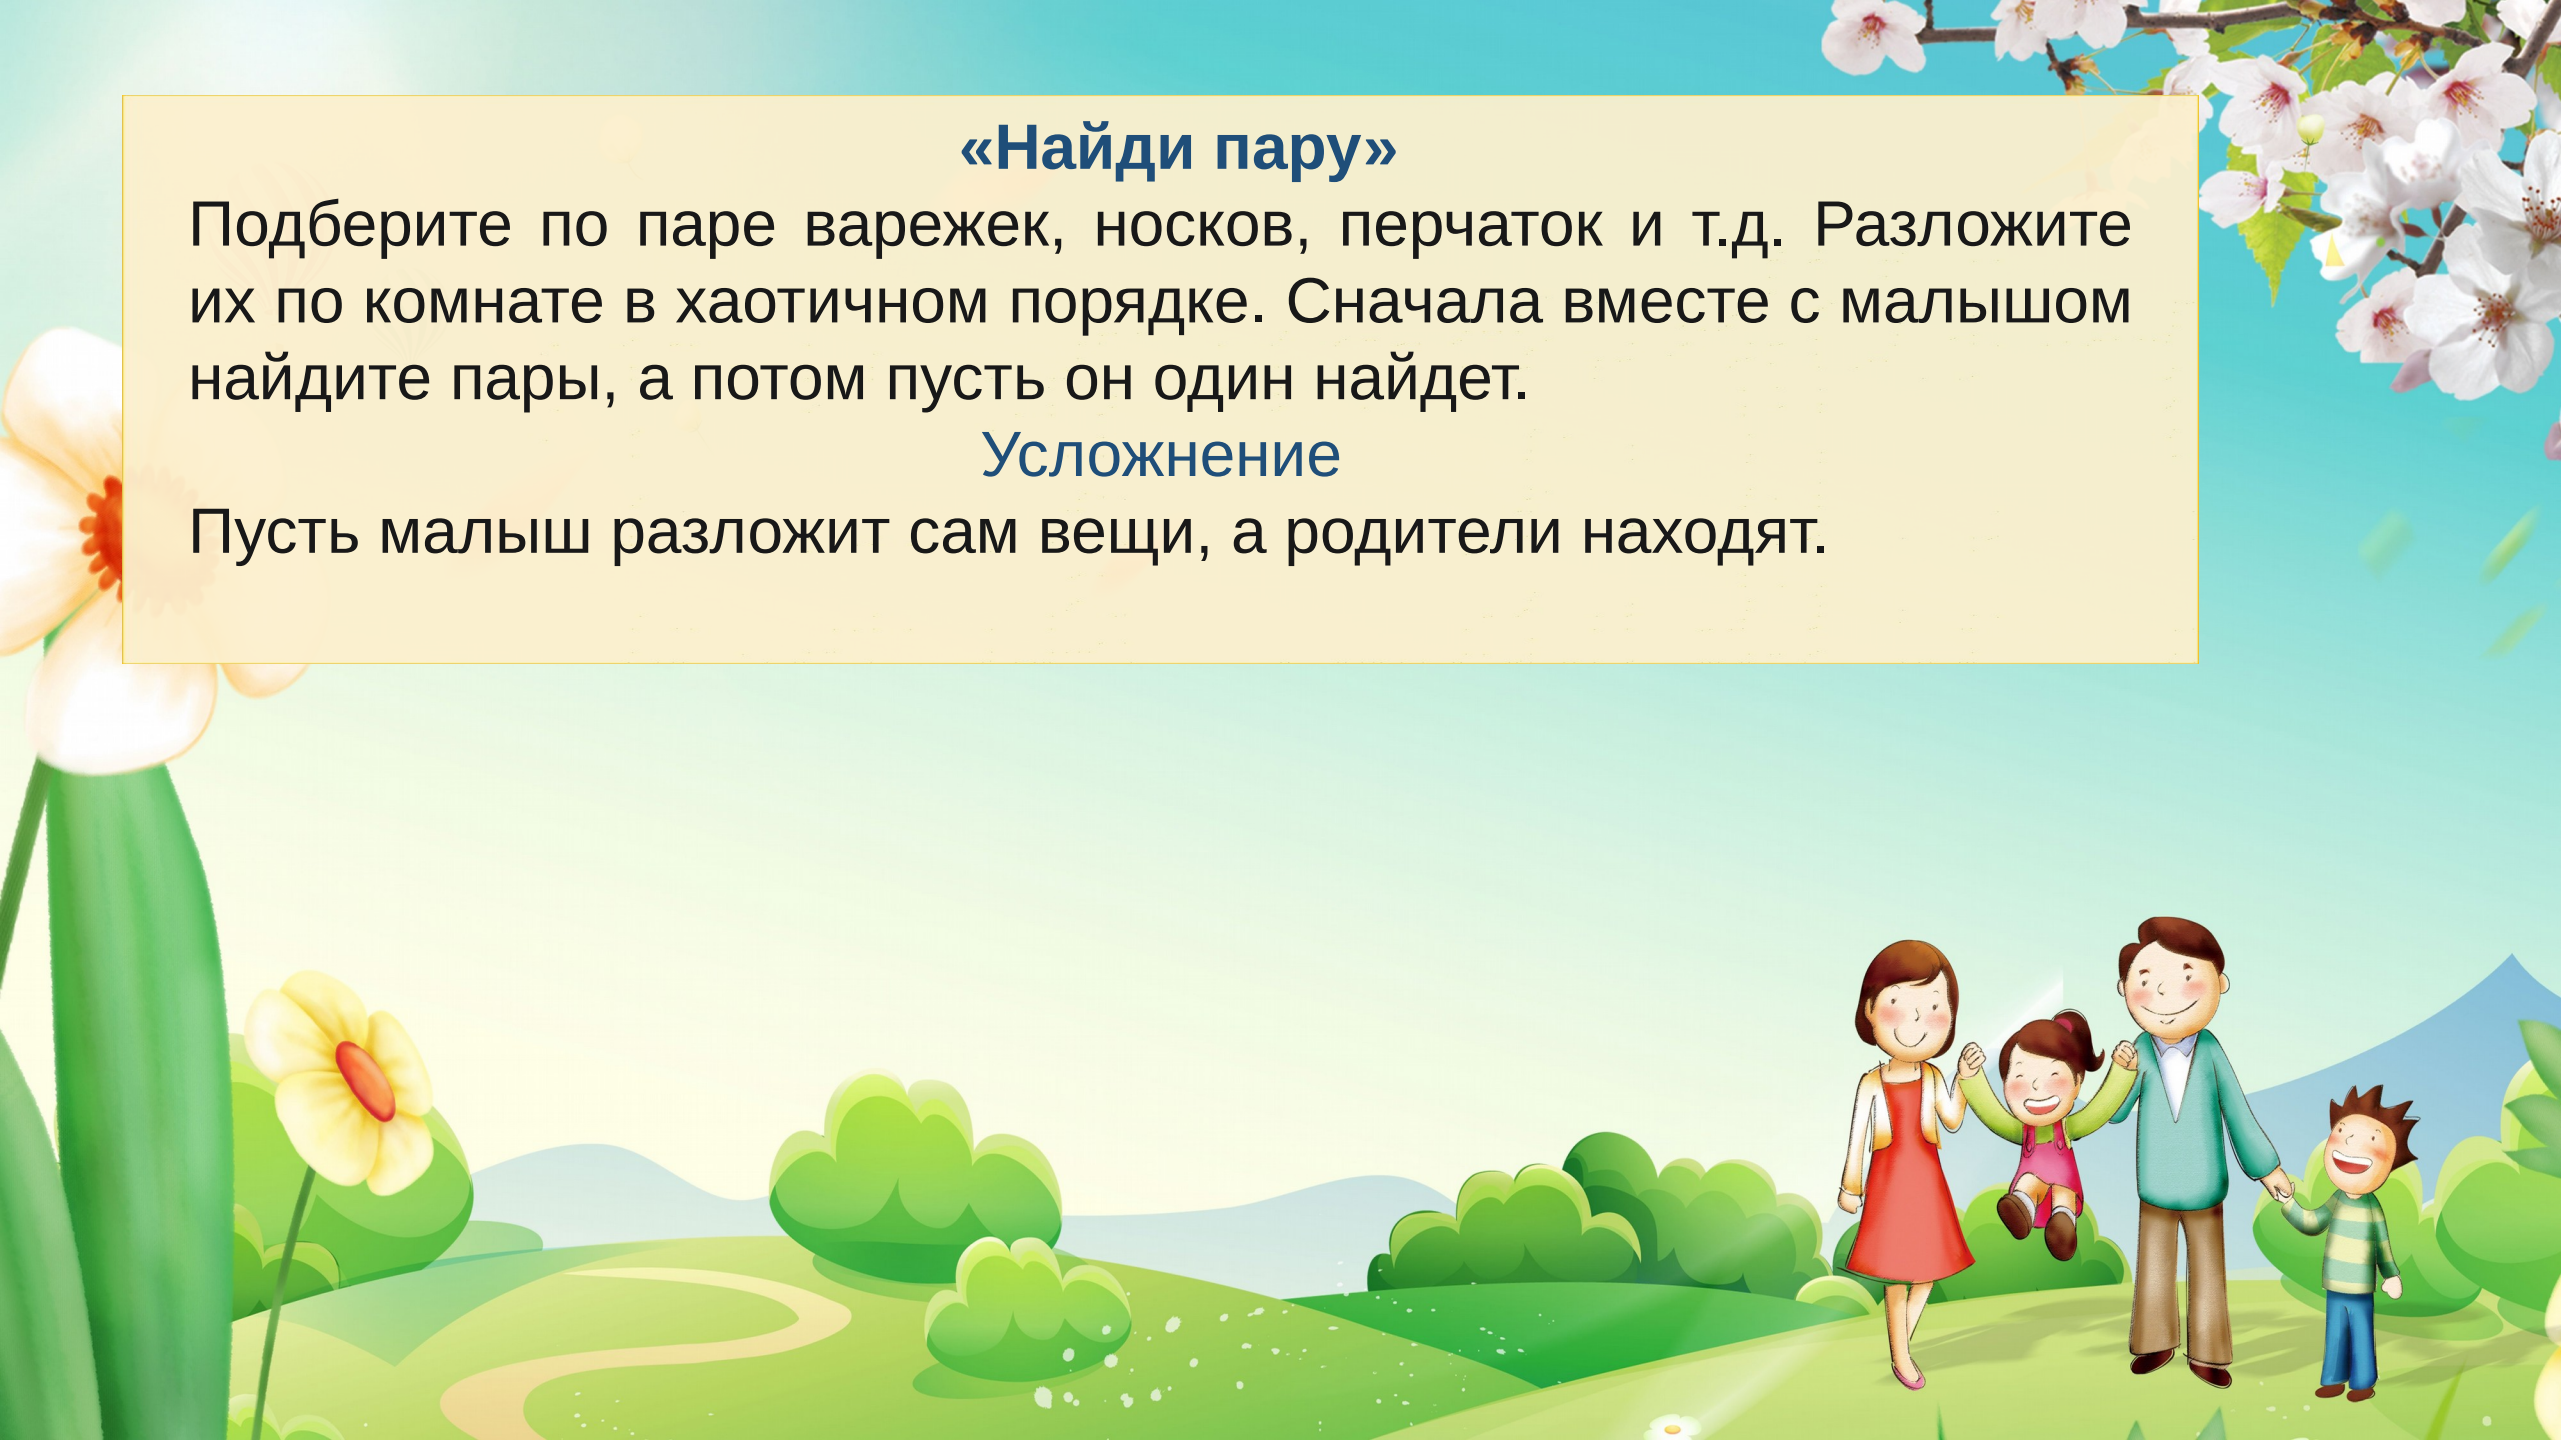 «Найди пару»
Подберите по паре варежек, носков, перчаток и т.д. Разложите
их по комнате в хаотичном порядке. Сначала вместе с малышом
найдите пары, а потом пусть он один найдет.
Усложнение
Пусть малыш разложит сам вещи, а родители находят.